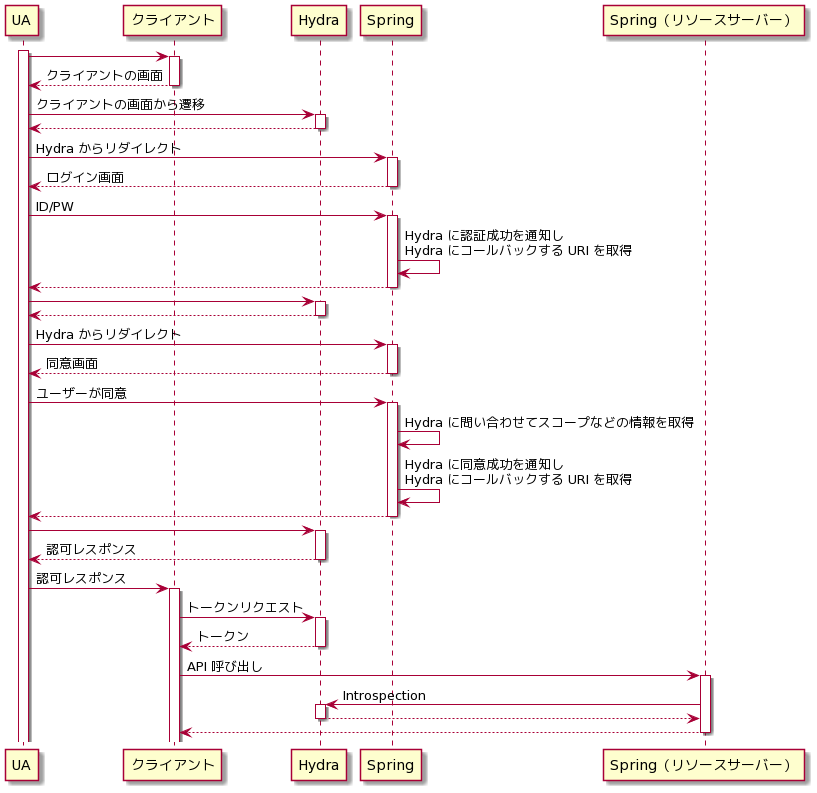 UA
クライアント
Hydra
Spring
Spring（リソースサーバー）
クライアントの画面
クライアントの画面から遷移
Hydra からリダイレクト
ログイン画面
ID/PW
Hydra に認証成功を通知し
Hydra にコールバックする URI を取得
Hydra からリダイレクト
同意画面
ユーザーが同意
Hydra に問い合わせてスコープなどの情報を取得
Hydra に同意成功を通知し
Hydra にコールバックする URI を取得
認可レスポンス
認可レスポンス
トークンリクエスト
トークン
API 呼び出し
Introspection
UA
クライアント
Hydra
Spring
Spring（リソースサーバー）